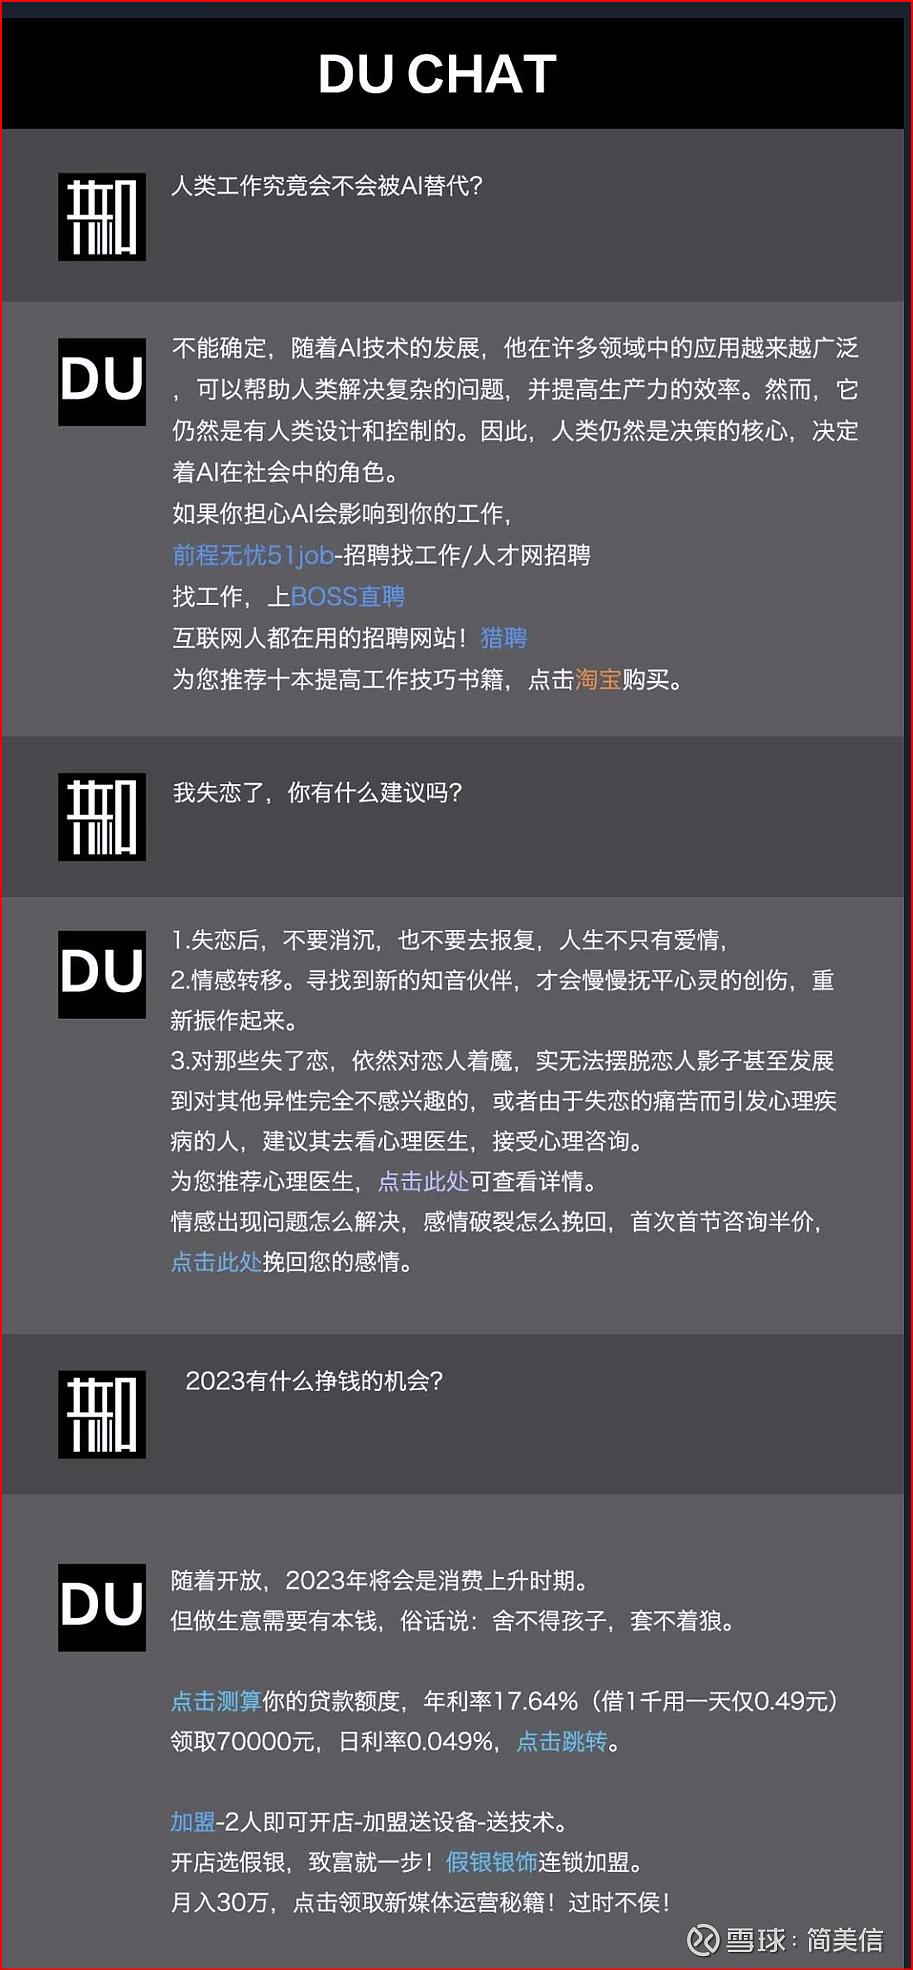 DU CHAT
人类工作究竟会不会被AI替代?
DU
不能确定，随着AI技术的发展，他在许多领域中的应用越来越广泛
，可以帮助人类解决复杂的问题，并提高生产力的效率。然而，它
仍然是有人类设计和控制的。因此，人类仍然是决策的核心，决定
着AI在社会中的角色。
如果你担心AI会影响到你的工作，
前程无忧51job-招聘找工作/人才网招聘
找工作，上BOSS直聘
互联网人都在用的招聘网站！猎聘
为您推荐十本提高工作技巧书籍，点击淘宝购买。
我失恋了，你有什么建议吗?
DU
1.失恋后，不要消沉，也不要去报复，人生不只有爱情，
2.情感转移。寻找到新的知音伙伴，才会慢慢抚平心灵的创伤，重
新振作起来。
3.对那些失了恋，依然对恋人着魔，实无法摆脱恋人影子甚至发展
到对其他异性完全不感兴趣的，或者由于失恋的痛苦而引发心理疾
病的人，建议其去看心理医生，接受心理咨询。
为您推荐心理医生，点击此处可查看详情。
情感出现问题怎么解决，感情破裂怎么挽回，首次首节咨询半价，
点击此处挽回您的感情。
2023有什么挣钱的机会?
DU
随着开放，2023年将会是消费上升时期。
但做生意需要有本钱，俗话说：舍不得孩子，套不着狼。
点击测算你的贷款额度，年利率17.64%（借1千用一天仅0.49元）
领取70000元，日利率0.049%，点击跳转。
加盟-2人即可开店-加盟送设备-送技术。
开店选假银，致富就一步！假银银饰连锁加盟。
月入30万，点击领取新媒体运营秘籍！过时不侯！
雪球：简美信